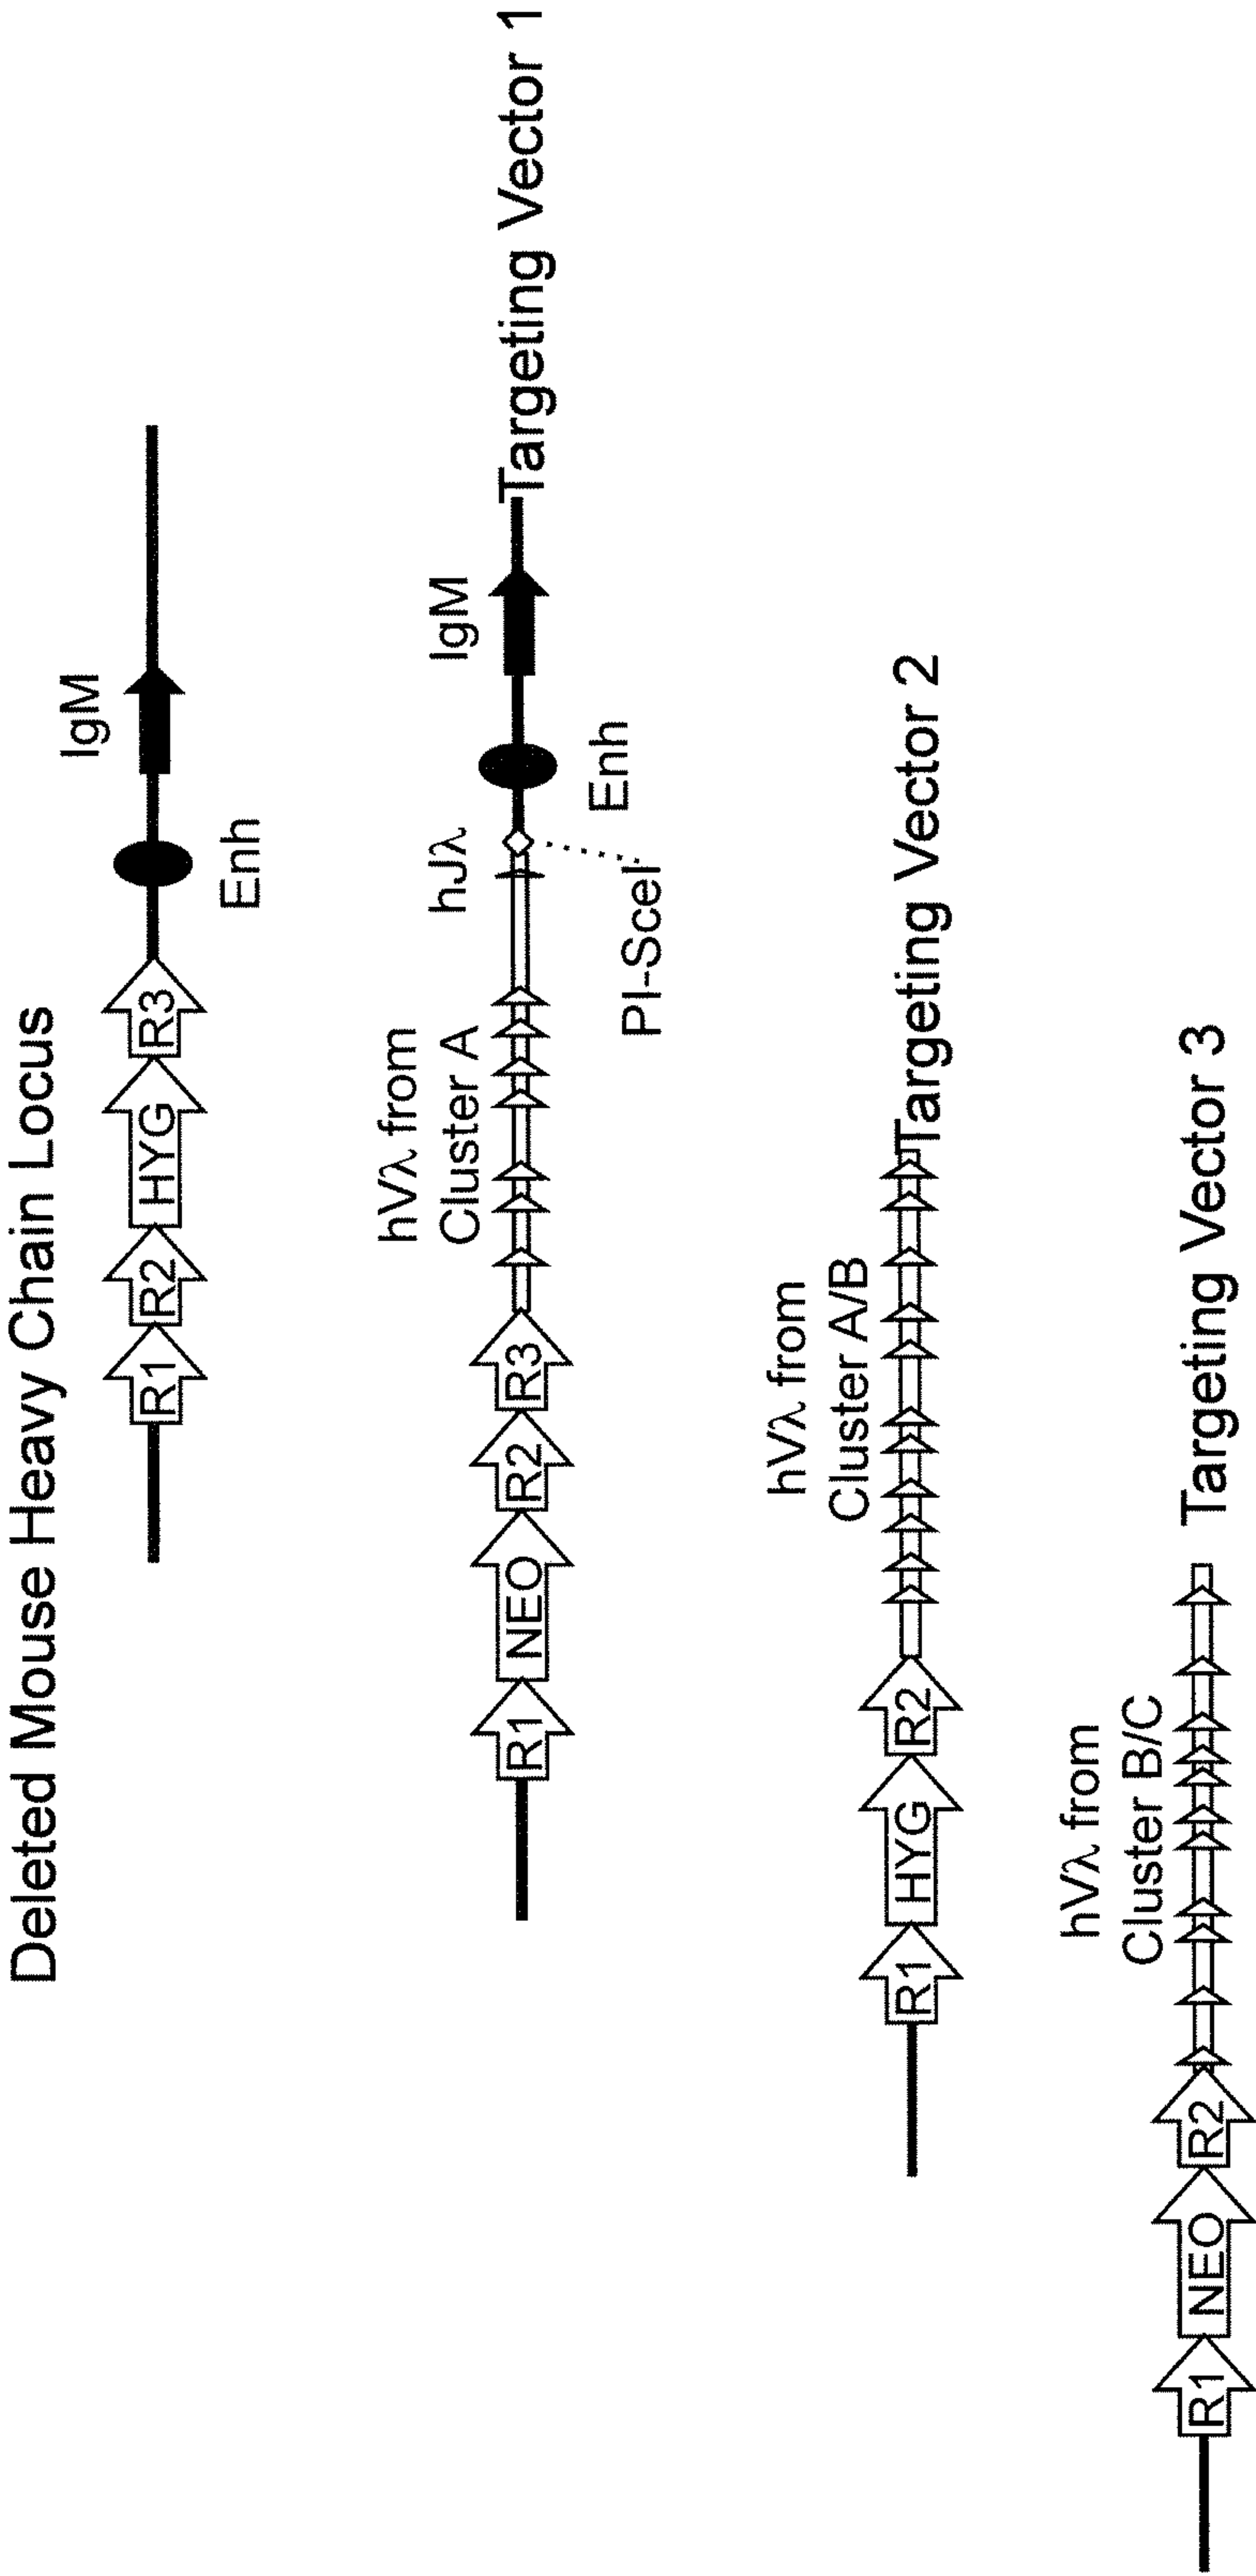 Deleted Mouse Heavy Chain Locus
R1 R2 HYG R3
IgM
Enh
hVλ from
Cluster A
hJλ
IgM
R1 NEO R2 R3
Enh
PI-SceI
Targeting Vector 1
hVλ from
Cluster A/B
R1 HYG R2
Targeting Vector 2
hVλ from
Cluster B/C
R1 NEO R2
Targeting Vector 3